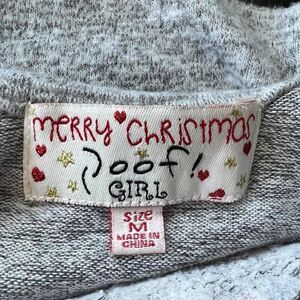 merry Christmas
Poof!
GIRL
Size
M
MADE IN
CHINA